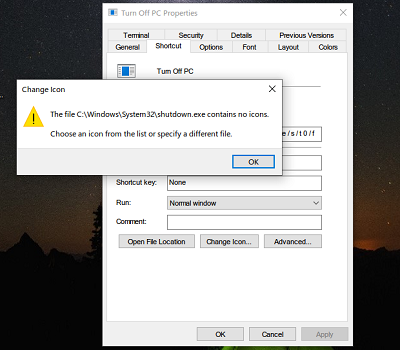 Turn Off PC Properties
Terminal Security Details Previous Versions
General Shortcut Options Font Layout Colors
Turn Off PC
Change Icon
The file C:\Windows\System32\shutdown.exe contains no icons.
Choose an icon from the list or specify a different file.
OK
e /s /t 0 /f
Shortcut key: None
Run: Normal window
Comment:
Open File Location Change Icon... Advanced...
OK Cancel Apply